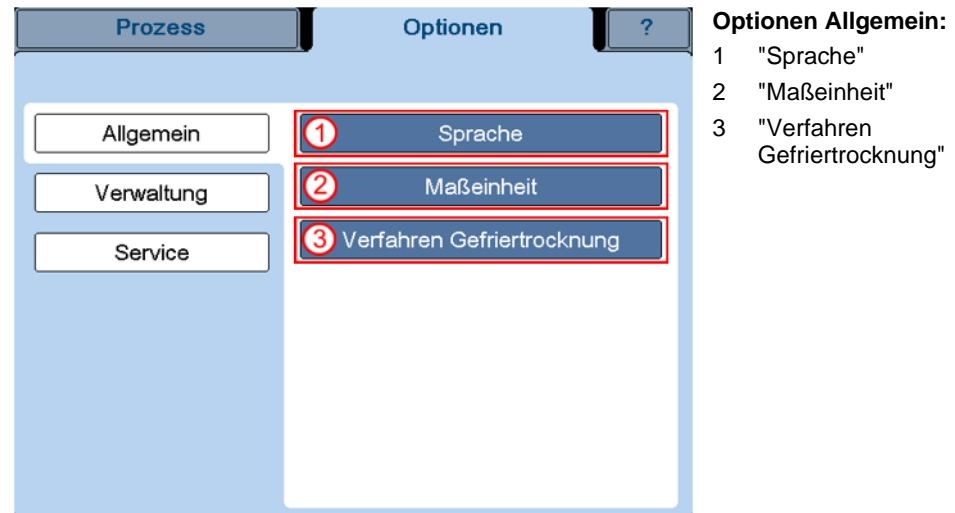 Prozess
Optionen
?
Allgemein
Verwaltung
Service
1 Sprache
2 Maßeinheit
3 Verfahren Gefriertrocknung
Optionen Allgemein:
1 "Sprache"
2 "Maßeinheit"
3 "Verfahren
Gefriertrocknung"